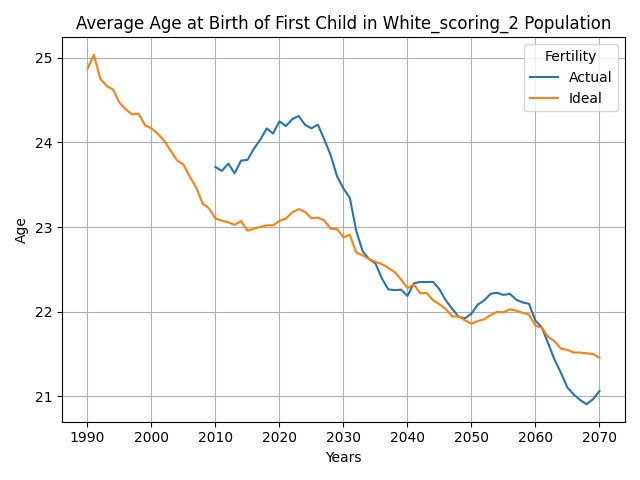 Average Age at Birth of First Child in White_scoring_2 Population
Fertility
Actual
Ideal
Age
25
24
23
22
21
1990 2000 2010 2020 2030 2040 2050 2060 2070
Years